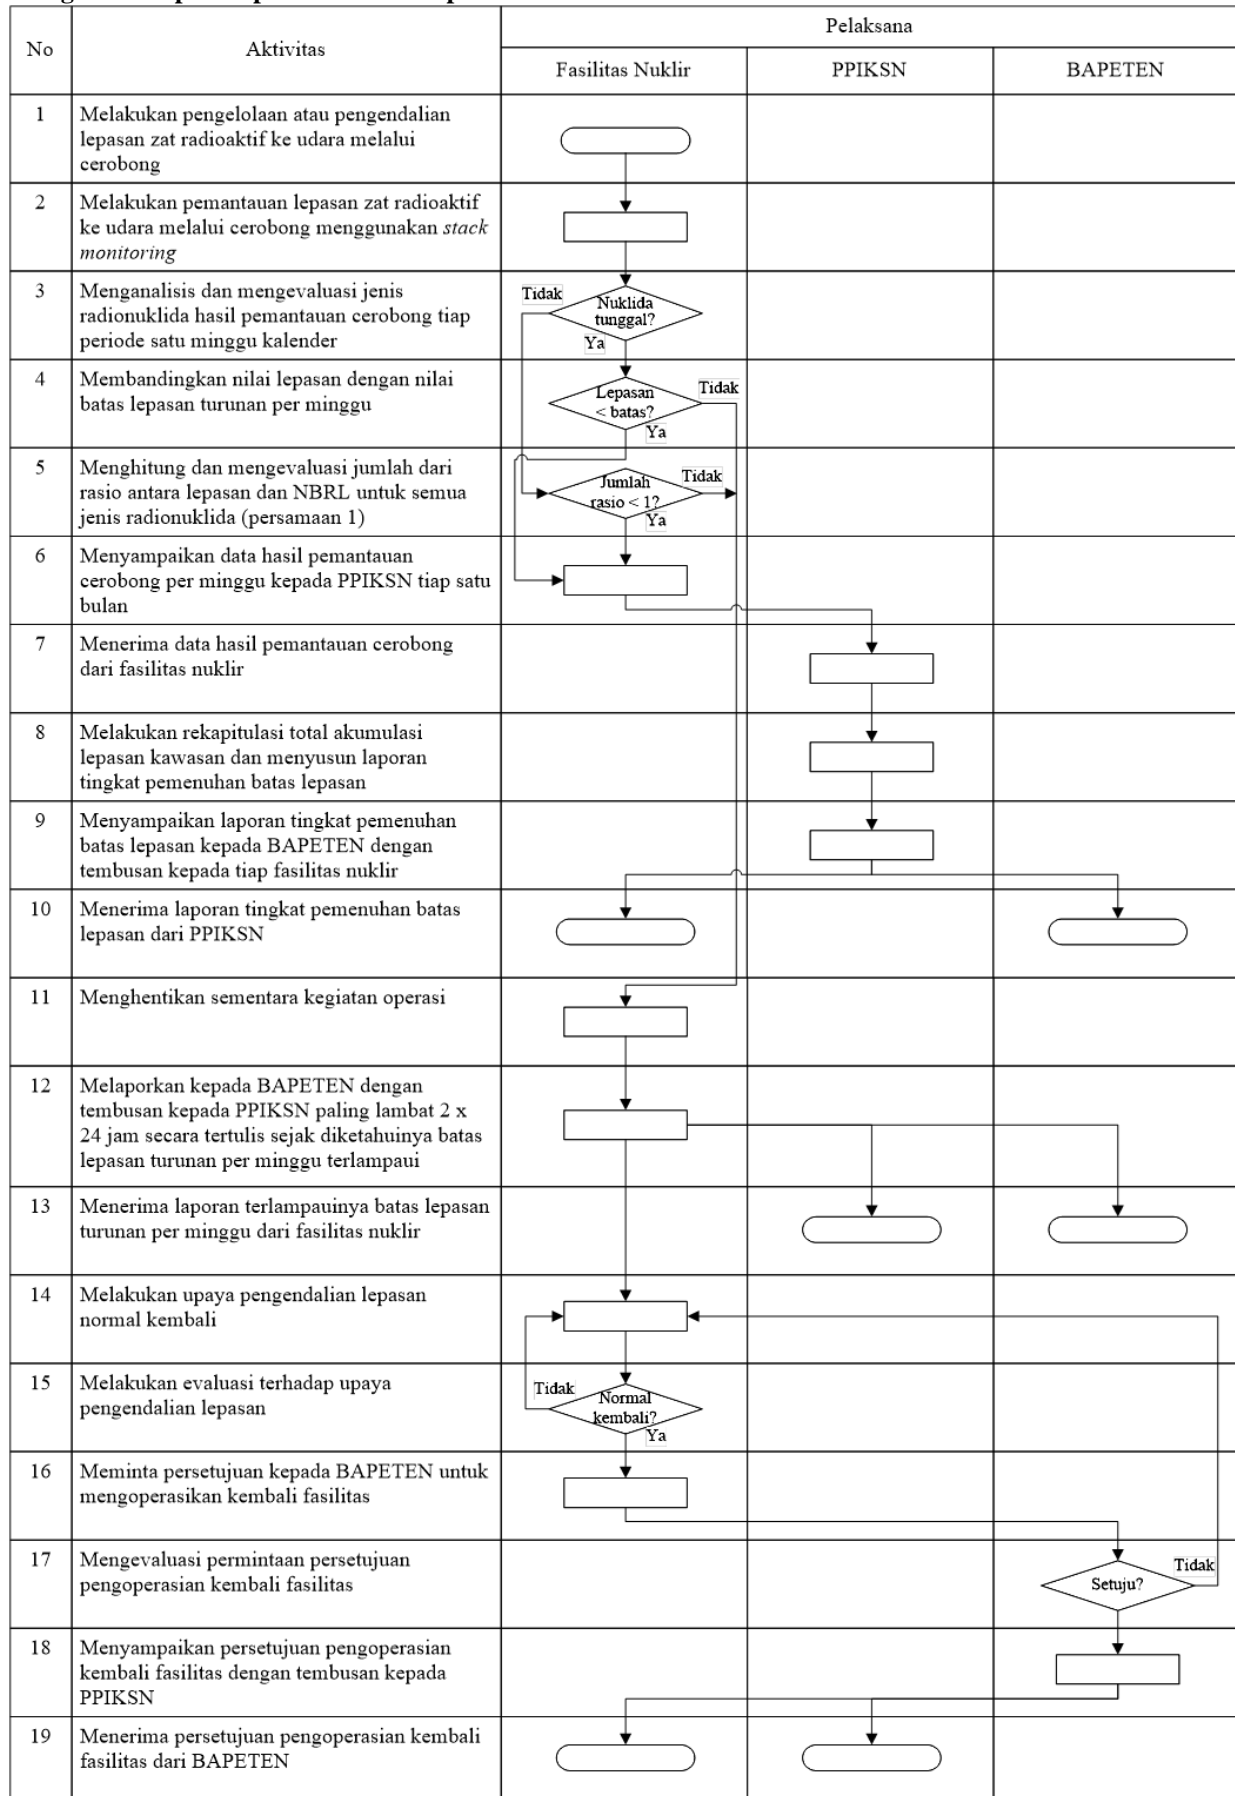 No
Aktivitas
Pelaksana
Fasilitas Nuklir
PPIKSN
BAPETEN
1
Melakukan pengelolaan atau pengendalian
lepasan zat radioaktif ke udara melalui
cerobong
2
Melakukan pemantauan lepasan zat radioaktif
ke udara melalui cerobong menggunakan stack
monitoring
3
Menganalisis dan mengevaluasi jenis
radionuklida hasil pemantauan cerobong tiap
periode satu minggu kalender
Tidak
Nuklida
tunggal?
Ya
4
Membandingkan nilai lepasan dengan nilai
batas lepasan turunan per minggu
Lepasan
< batas?
Tidak
Ya
5
Menghitung dan mengevaluasi jumlah dari
rasio antara lepasan dan NBRL untuk semua
jenis radionuklida (persamaan 1)
Jumlah
rasio < 1?
Tidak
Ya
6
Menyampaikan data hasil pemantauan
cerobong per minggu kepada PPIKSN tiap satu
bulan
7
Menerima data hasil pemantauan cerobong
dari fasilitas nuklir
8
Melakukan rekapitulasi total akumulasi
lepasan kawasan dan menyusun laporan
tingkat pemenuhan batas lepasan
9
Menyampaikan laporan tingkat pemenuhan
batas lepasan kepada BAPETEN dengan
tembusan kepada tiap fasilitas nuklir
10
Menerima laporan tingkat pemenuhan batas
lepasan dari PPIKSN
11
Menghentikan sementara kegiatan operasi
12
Melaporkan kepada BAPETEN dengan
tembusan kepada PPIKSN paling lambat 2 x
24 jam secara tertulis sejak diketahuinya batas
lepasan turunan per minggu terlampaui
13
Menerima laporan terlampauinya batas lepasan
turunan per minggu dari fasilitas nuklir
14
Melakukan upaya pengendalian lepasan
normal kembali
15
Melakukan evaluasi terhadap upaya
pengendalian lepasan
Tidak
Normal
kembali?
Ya
16
Meminta persetujuan kepada BAPETEN untuk
mengoperasikan kembali fasilitas
17
Mengevaluasi permintaan persetujuan
pengoperasian kembali fasilitas
Setuju?
Tidak
18
Menyampaikan persetujuan pengoperasian
kembali fasilitas dengan tembusan kepada
PPIKSN
19
Menerima persetujuan pengoperasian kembali
fasilitas dari BAPETEN